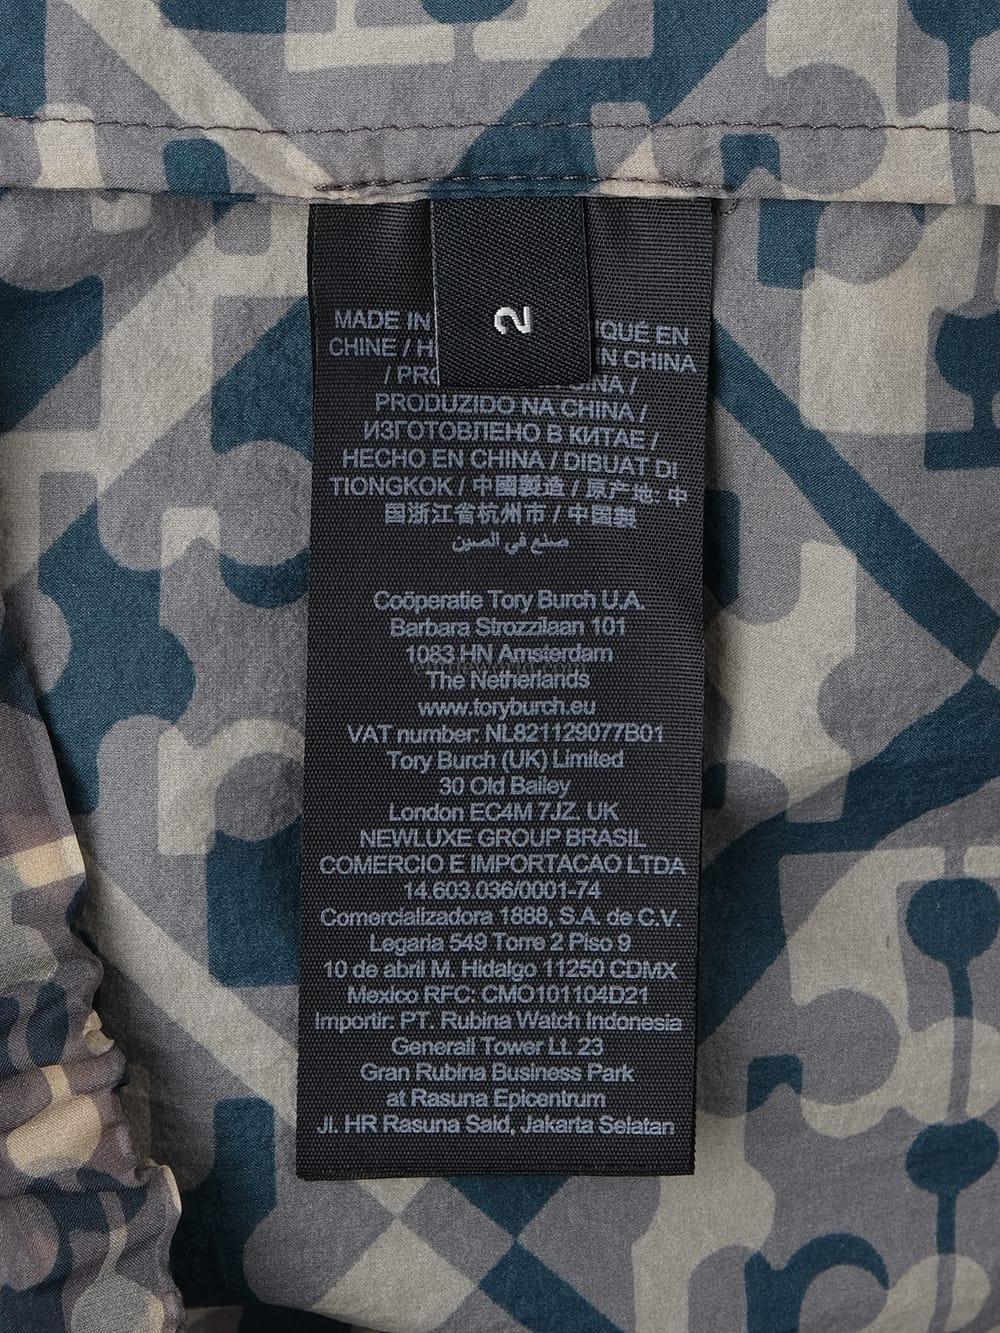 2
MADE IN QUÉ EN
CHINE / H IN CHINA
/ PRO INA /
PRODUZIDO NA CHINA /
ИЗГОТОВЛЕНО В КИТАЕ /
HECHO EN CHINA / DIBUAT DI
TIONGKOK / 中國製造 / 原产地: 中
国浙江省杭州市 / 中国製
صنع في الصين
Coöperatie Tory Burch U.A.
Barbara Strozzilaan 101
1083 HN Amsterdam
The Netherlands
www.toryburch.eu
VAT number: NL821129077B01
Tory Burch (UK) Limited
30 Old Bailey
London EC4M 7JZ. UK
NEWLUXE GROUP BRASIL
COMERCIO E IMPORTACAO LTDA
14.603.036/0001-74
Comercializadora 1888, S.A. de C.V.
Legaria 549 Torre 2 Piso 9
10 de abril M. Hidalgo 11250 CDMX
Mexico RFC: CMO101104D21
Importir: PT. Rubina Watch Indonesia
Generali Tower Lt. 23
Gran Rubina Business Park
at Rasuna Epicentrum
Jl. HR Rasuna Said, Jakarta Selatan